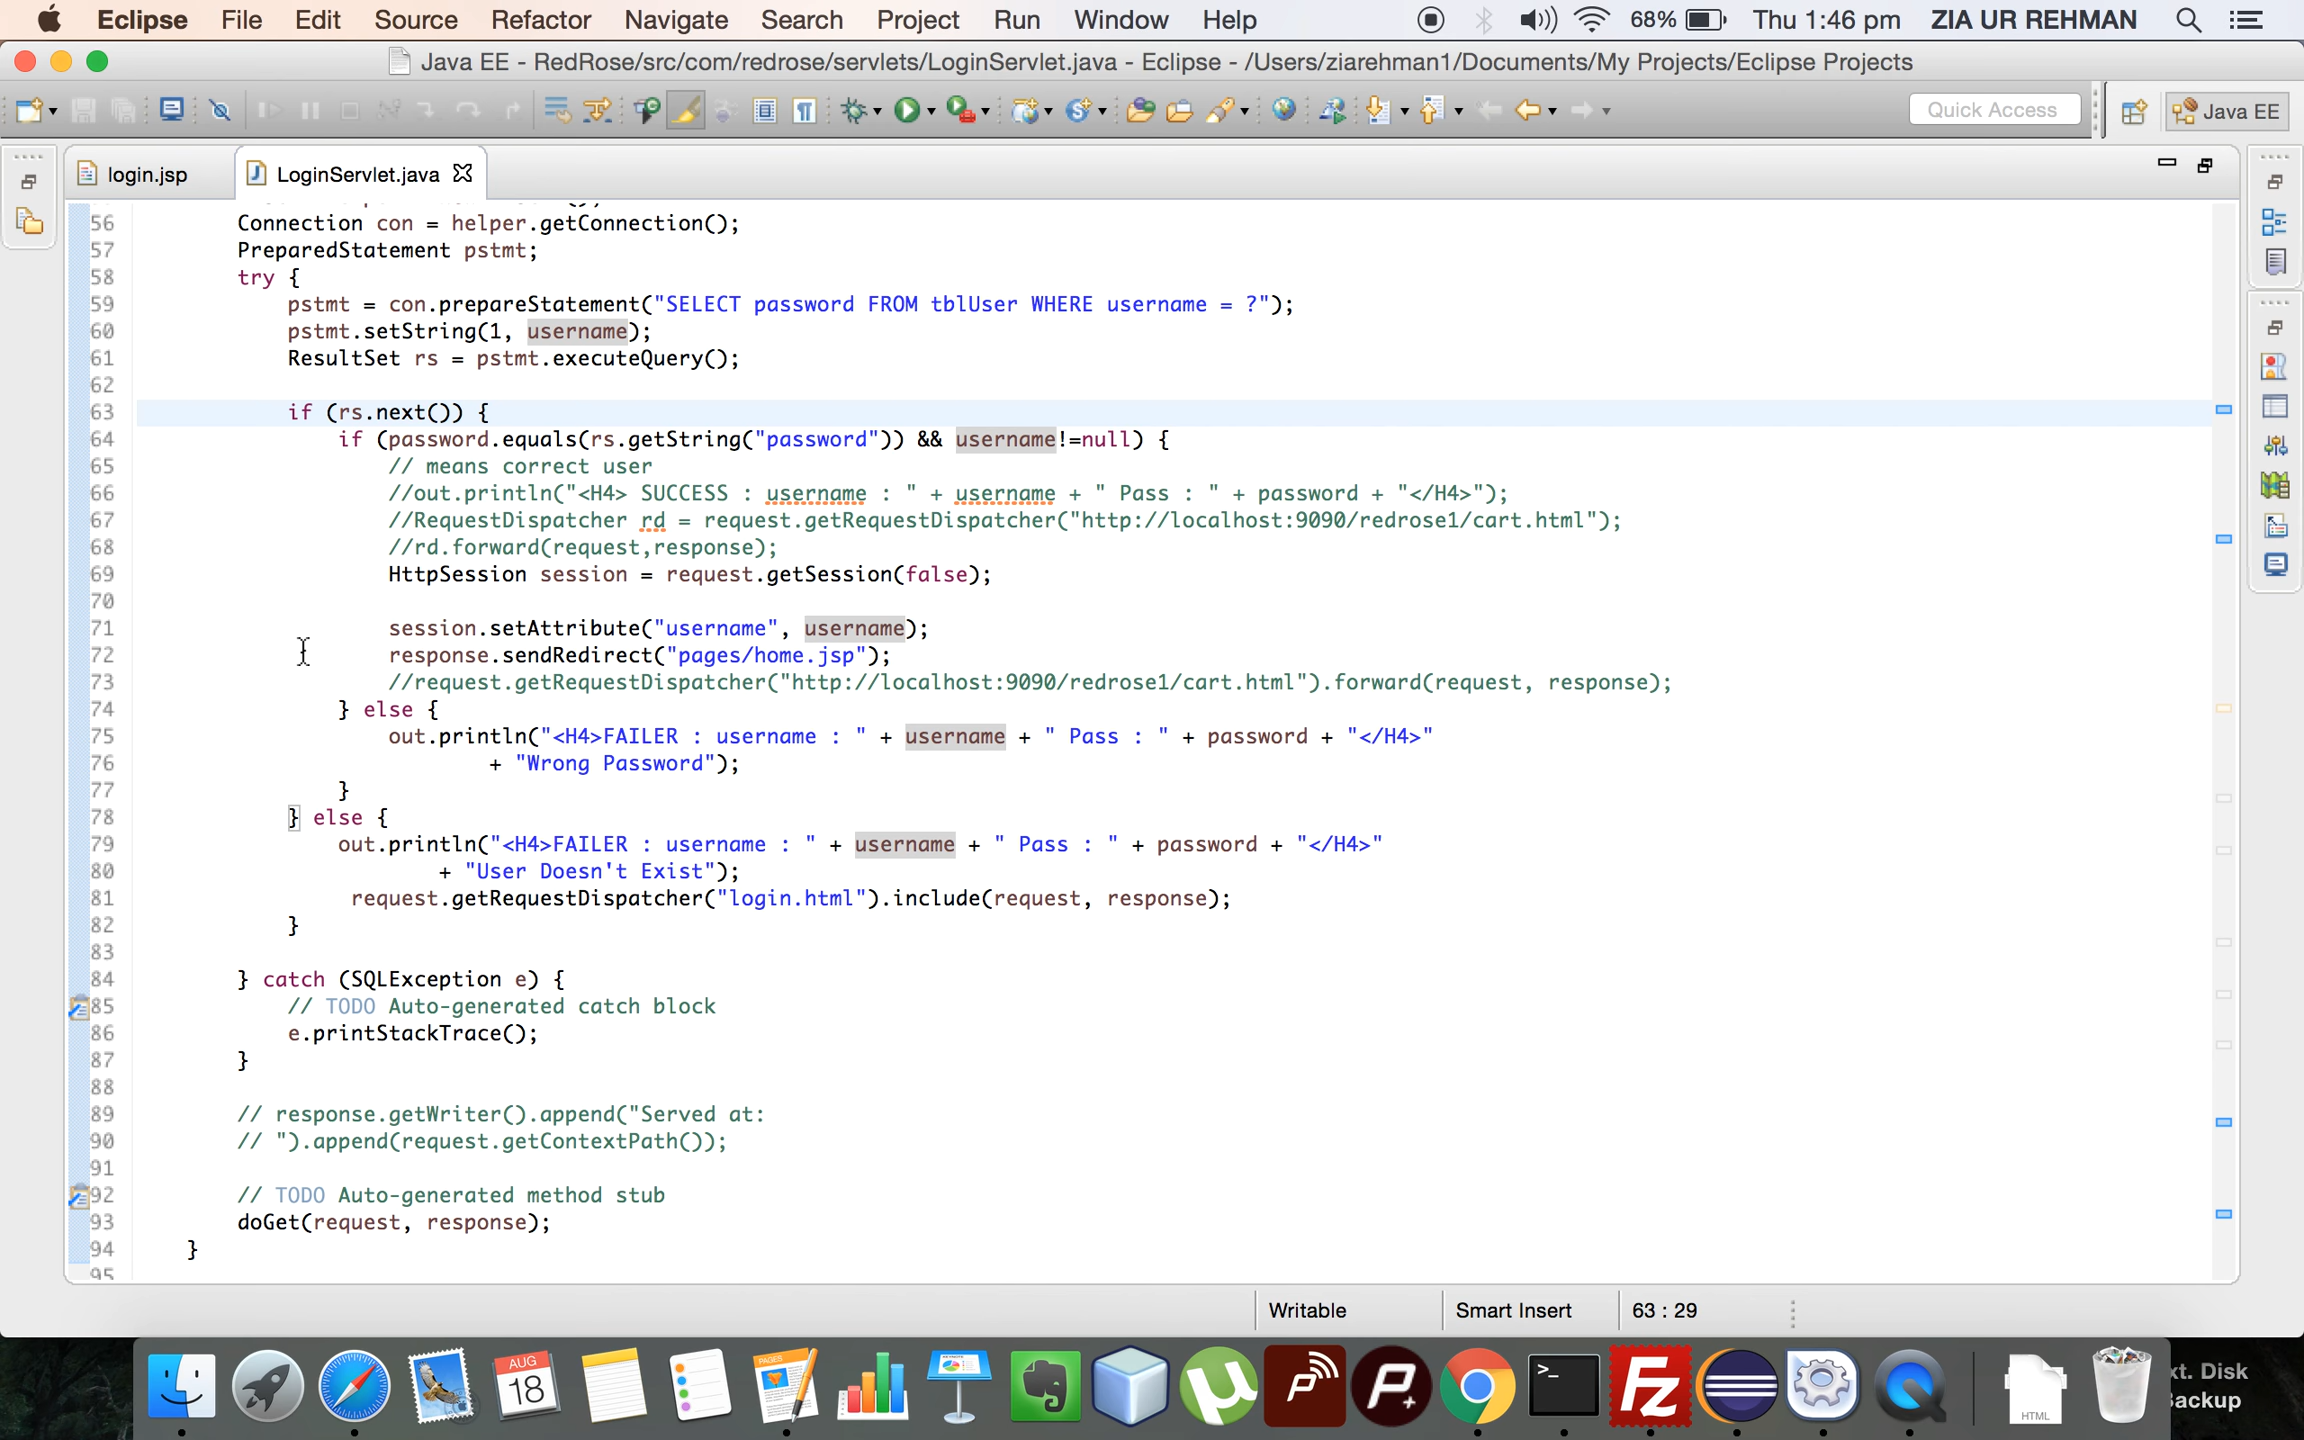 Eclipse File Edit Source Refactor Navigate Search Project Run Window Help 68% Thu 1:46 pm ZIA UR REHMAN
Java EE - RedRose/src/com/redrose/servlets/LoginServlet.java - Eclipse - /Users/ziarehman1/Documents/My Projects/Eclipse Projects
Quick Access Java EE
login.jsp LoginServlet.java
56 Connection con = helper.getConnection();
57 PreparedStatement pstmt;
58 try {
59 pstmt = con.prepareStatement("SELECT password FROM tblUser WHERE username = ?");
60 pstmt.setString(1, username);
61 ResultSet rs = pstmt.executeQuery();
62
63 if (rs.next()) {
64 if (password.equals(rs.getString("password")) && username!=null) {
65 // means correct user
66 //out.println("<H4> SUCCESS : username : " + username + " Pass : " + password + "</H4>");
67 //RequestDispatcher rd = request.getRequestDispatcher("http://localhost:9090/redrose1/cart.html");
68 //rd.forward(request,response);
69 HttpSession session = request.getSession(false);
70
71 session.setAttribute("username", username);
72 response.sendRedirect("pages/home.jsp");
73 //request.getRequestDispatcher("http://localhost:9090/redrose1/cart.html").forward(request, response);
74 } else {
75 out.println("<H4>FAILER : username : " + username + " Pass : " + password + "</H4>"
76 + "Wrong Password");
77 }
78 } else {
79 out.println("<H4>FAILER : username : " + username + " Pass : " + password + "</H4>"
80 + "User Doesn't Exist");
81 request.getRequestDispatcher("login.html").include(request, response);
82 }
83
84 } catch (SQLException e) {
85 // TODO Auto-generated catch block
86 e.printStackTrace();
87 }
88
89 // response.getWriter().append("Served at:
90 // ").append(request.getContextPath());
91
92 // TODO Auto-generated method stub
93 doGet(request, response);
94 }
95
Writable Smart Insert 63 : 29
AUG
18
PAGES
HTML
xt. Disk
Backup